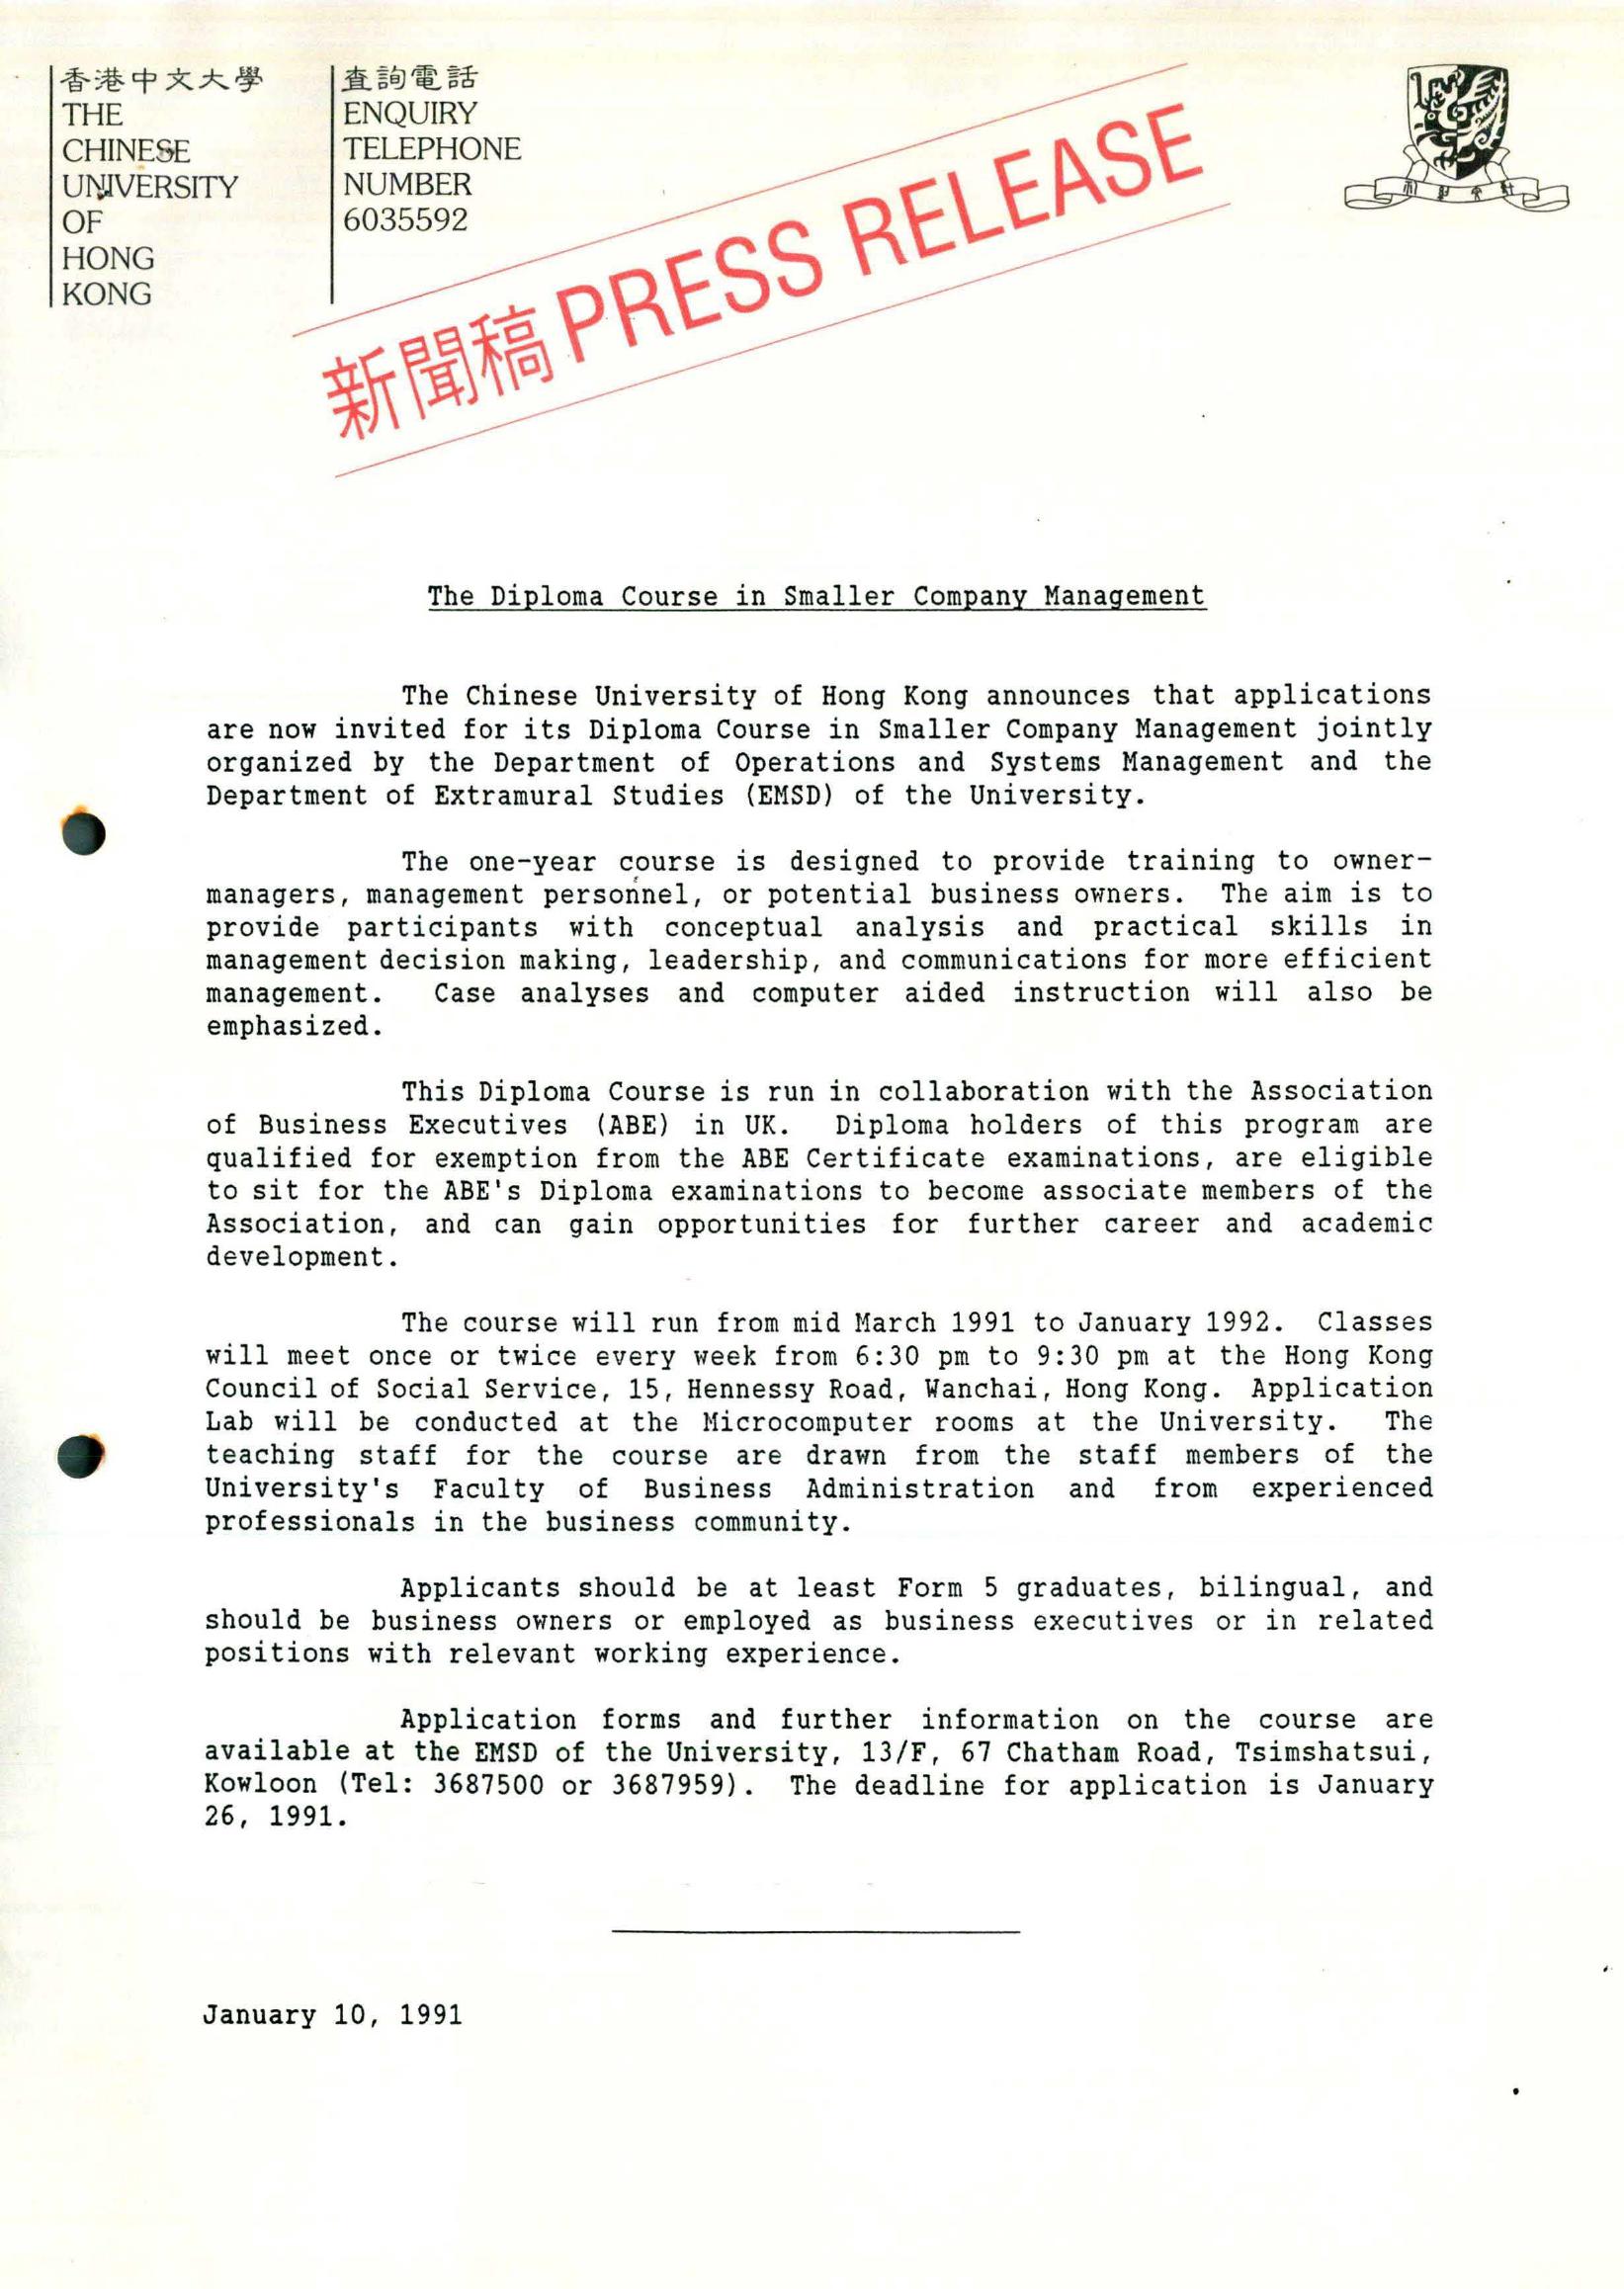 香港中文大學
THE
CHINESE
UNIVERSITY
OF
HONG
KONG
查詢電話
ENQUIRY
TELEPHONE
NUMBER
6035592
新聞稿 PRESS RELEASE
The Diploma Course in Smaller Company Management
The Chinese University of Hong Kong announces that applications
are now invited for its Diploma Course in Smaller Company Management jointly
organized by the Department of Operations and Systems Management and the
Department of Extramural Studies (EMSD) of the University.
The one-year course is designed to provide training to owner-
managers, management personnel, or potential business owners. The aim is to
provide participants with conceptual analysis and practical skills in
management decision making, leadership, and communications for more efficient
management. Case analyses and computer aided instruction will also be
emphasized.
This Diploma Course is run in collaboration with the Association
of Business Executives (ABE) in UK. Diploma holders of this program are
qualified for exemption from the ABE Certificate examinations, are eligible
to sit for the ABE's Diploma examinations to become associate members of the
Association, and can gain opportunities for further career and academic
development.
The course will run from mid March 1991 to January 1992. Classes
will meet once or twice every week from 6:30 pm to 9:30 pm at the Hong Kong
Council of Social Service, 15, Hennessy Road, Wanchai, Hong Kong. Application
Lab will be conducted at the Microcomputer rooms at the University. The
teaching staff for the course are drawn from the staff members of the
University's Faculty of Business Administration and from experienced
professionals in the business community.
Applicants should be at least Form 5 graduates, bilingual, and
should be business owners or employed as business executives or in related
positions with relevant working experience.
Application forms and further information on the course are
available at the EMSD of the University, 13/F, 67 Chatham Road, Tsimshatsui,
Kowloon (Tel: 3687500 or 3687959). The deadline for application is January
26, 1991.
January 10, 1991